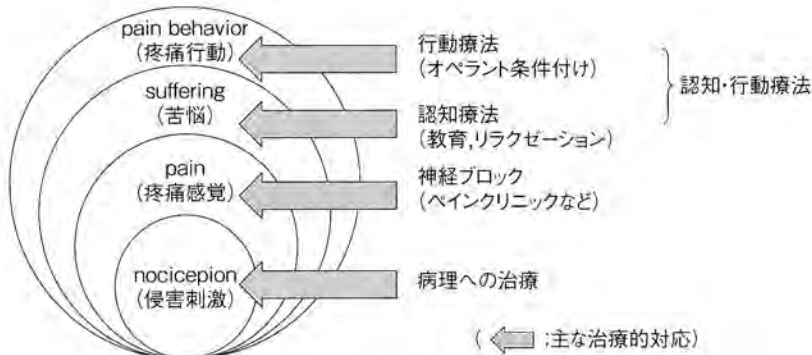 pain behavior
(疼痛行動)
suffering
(苦悩)
pain
(疼痛感覚)
nocicepion
(侵害刺激)
行動療法
(オペラント条件付け)
認知療法
(教育,リラクゼーション)
認知・行動療法
神経ブロック
(ペインクリニックなど)
病理への治療
( ;主な治療的対応)